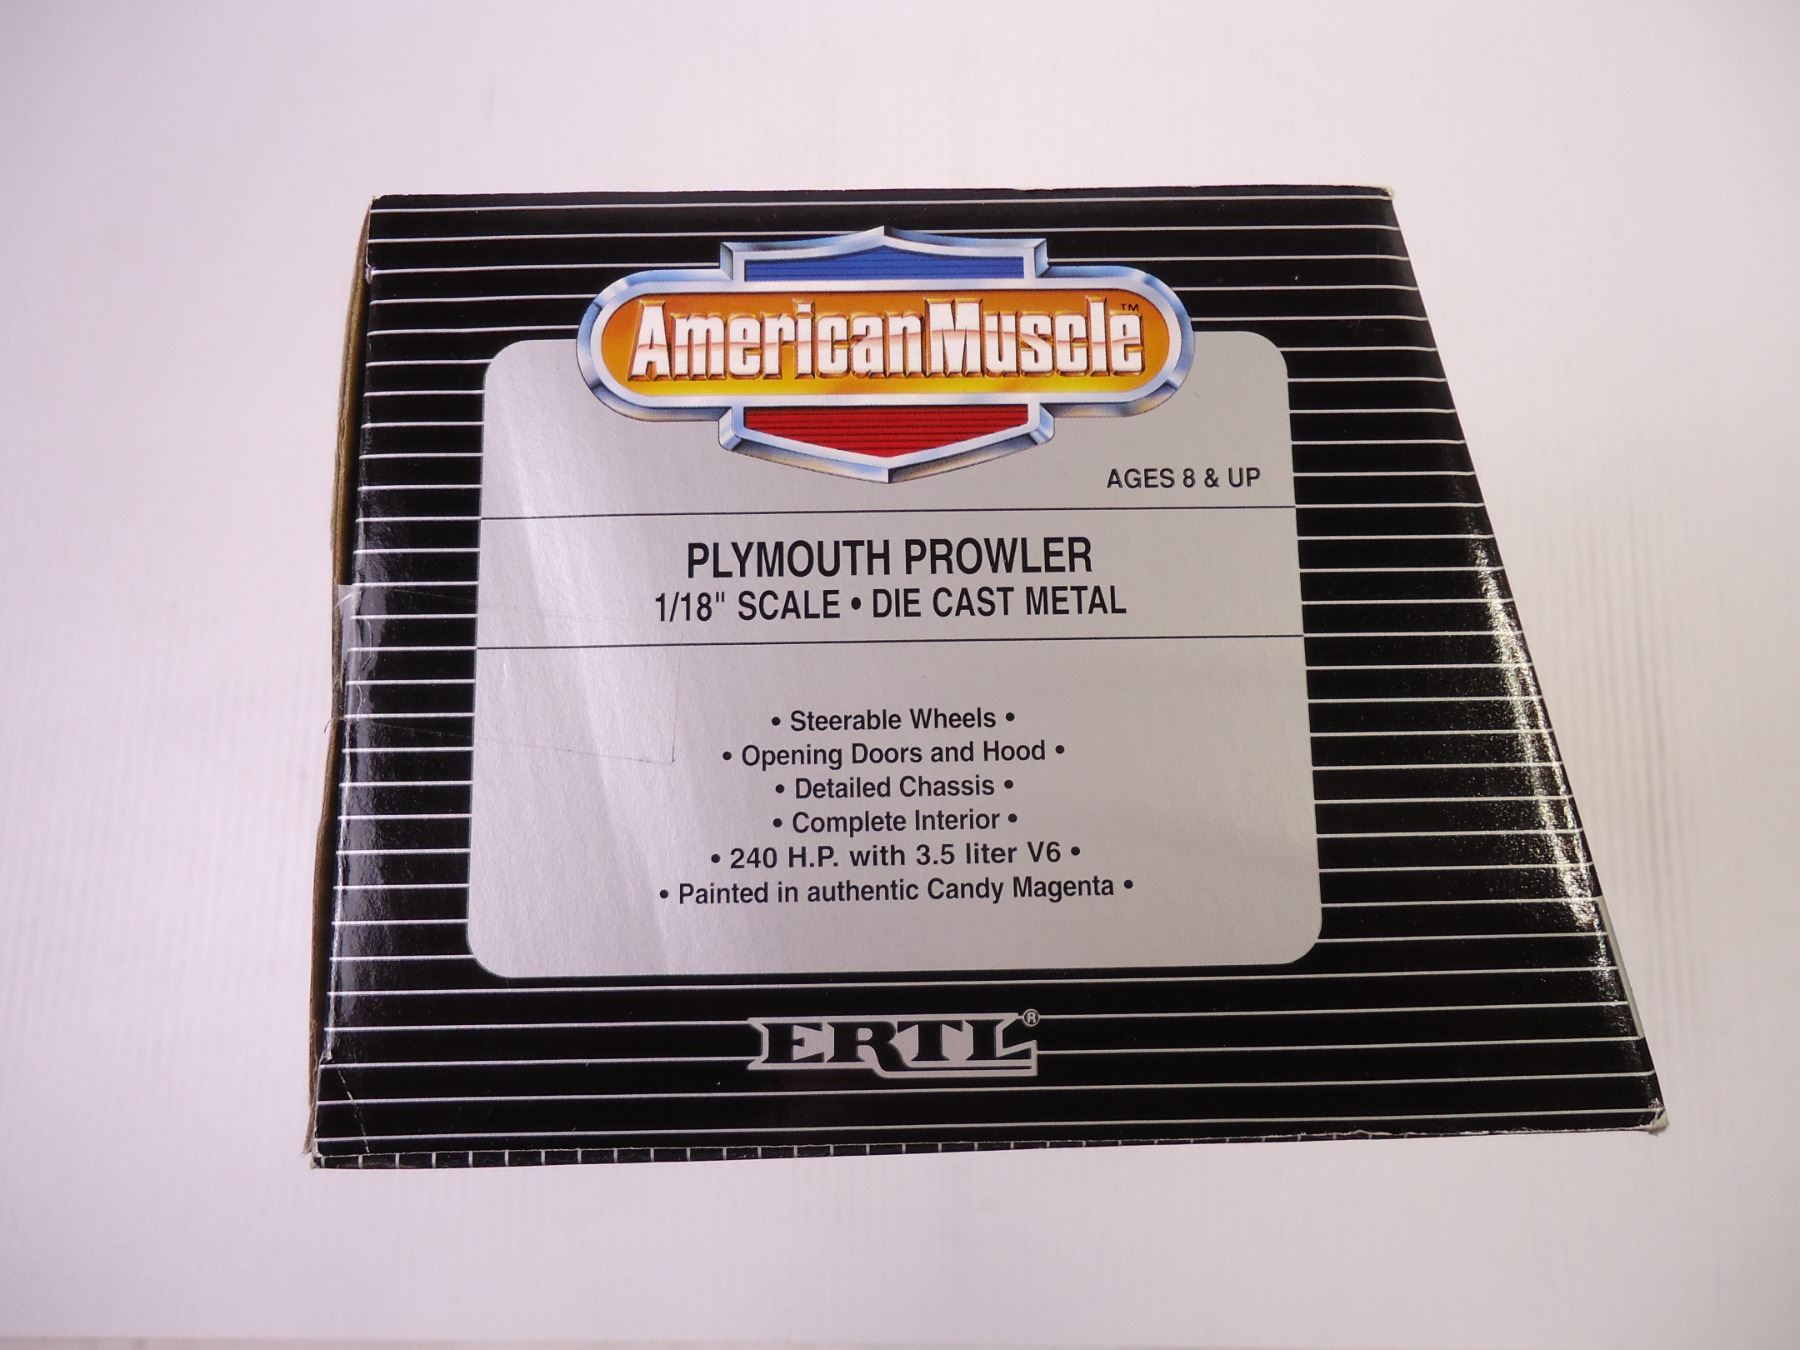 AmericanMuscle™
AGES 8 & UP
PLYMOUTH PROWLER
1/18" SCALE • DIE CAST METAL
• Steerable Wheels •
• Opening Doors and Hood •
• Detailed Chassis •
• Complete Interior •
• 240 H.P. with 3.5 liter V6 •
• Painted in authentic Candy Magenta •
ERTL®